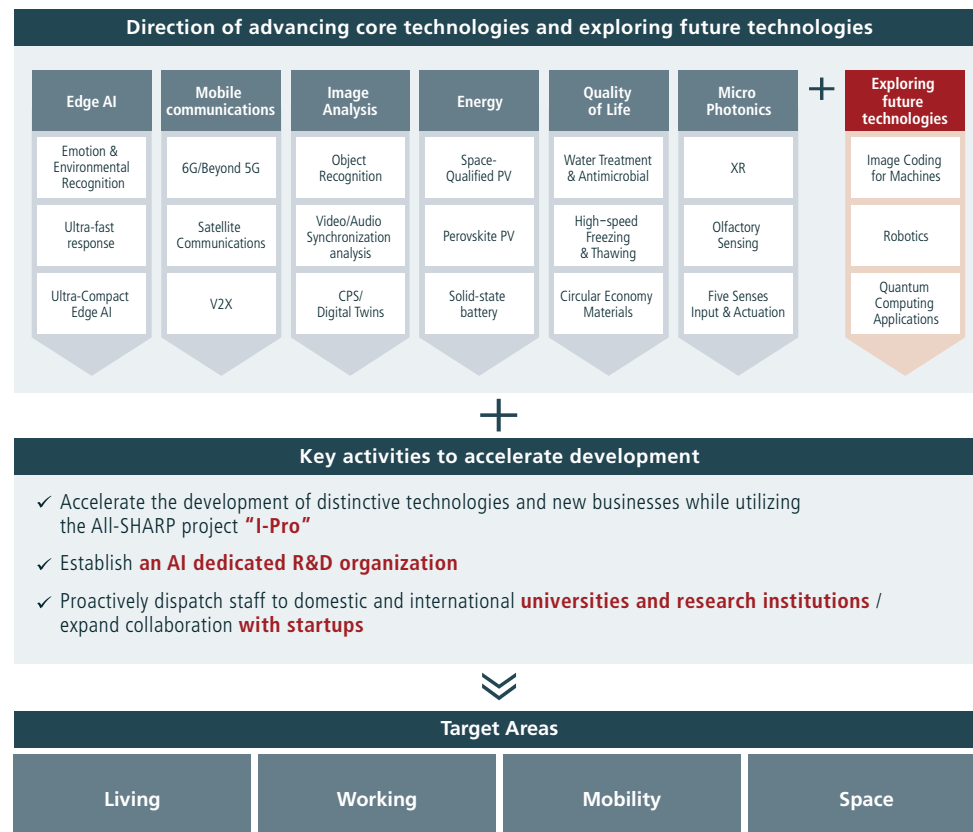 Direction of advancing core technologies and exploring future technologies
Edge AI
Emotion &
Environmental
Recognition
Ultra-fast
response
Ultra-Compact
Edge AI
Mobile
communications
6G/Beyond 5G
Satellite
Communications
V2X
Image
Analysis
Object
Recognition
Video/Audio
Synchronization
analysis
CPS/
Digital Twins
Energy
Space-
Qualified PV
Perovskite PV
Solid-state
battery
Quality
of Life
Water Treatment
& Antimicrobial
High-speed
Freezing
& Thawing
Circular Economy
Materials
Micro
Photonics
XR
Olfactory
Sensing
Five Senses
Input & Actuation
+
Exploring
future
technologies
Image Coding
for Machines
Robotics
Quantum
Computing
Applications
+
Key activities to accelerate development
✓ Accelerate the development of distinctive technologies and new businesses while utilizing
the All-SHARP project "I-Pro"
✓ Establish an AI dedicated R&D organization
✓ Proactively dispatch staff to domestic and international universities and research institutions /
expand collaboration with startups
Target Areas
Living
Working
Mobility
Space